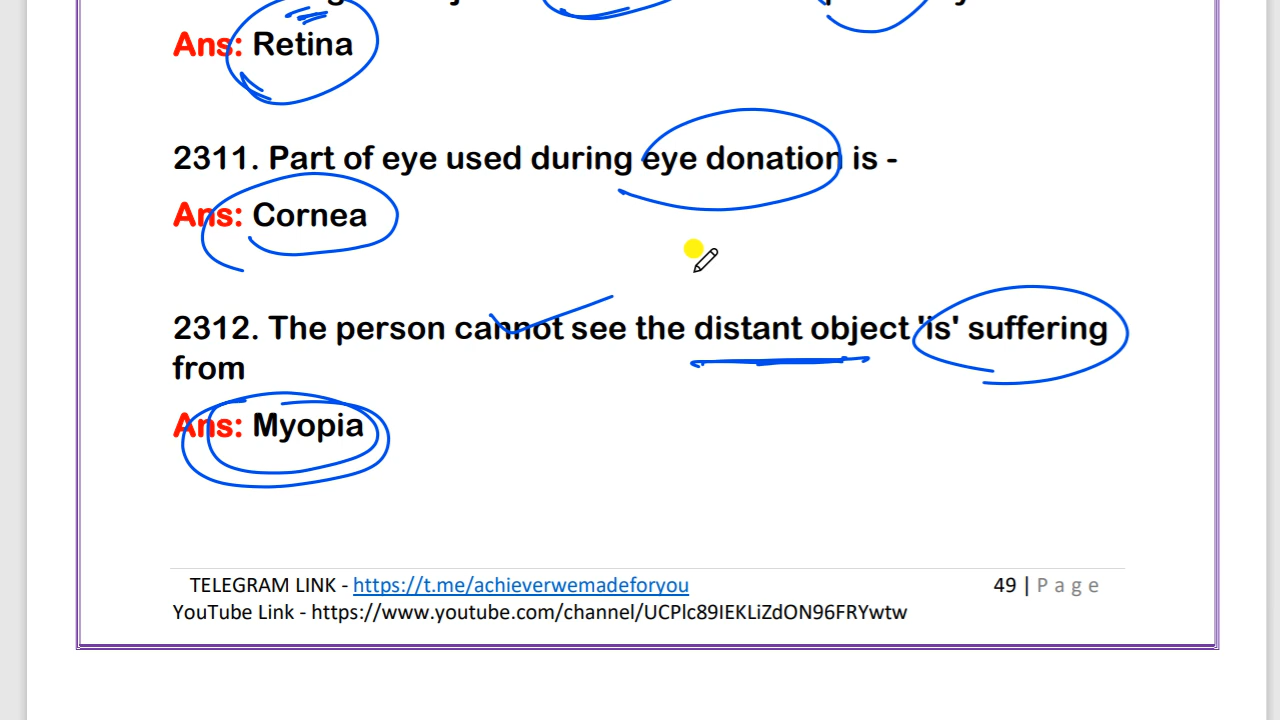 Ans: Retina
2311. Part of eye used during eye donation is -
Ans: Cornea
2312. The person cannot see the distant object 'is' suffering
from
Ans: Myopia
TELEGRAM LINK - https://t.me/achieverwemadeforyou 49 | P a g e
YouTube Link - https://www.youtube.com/channel/UCPlc89IEKLiZdON96FRYwtw